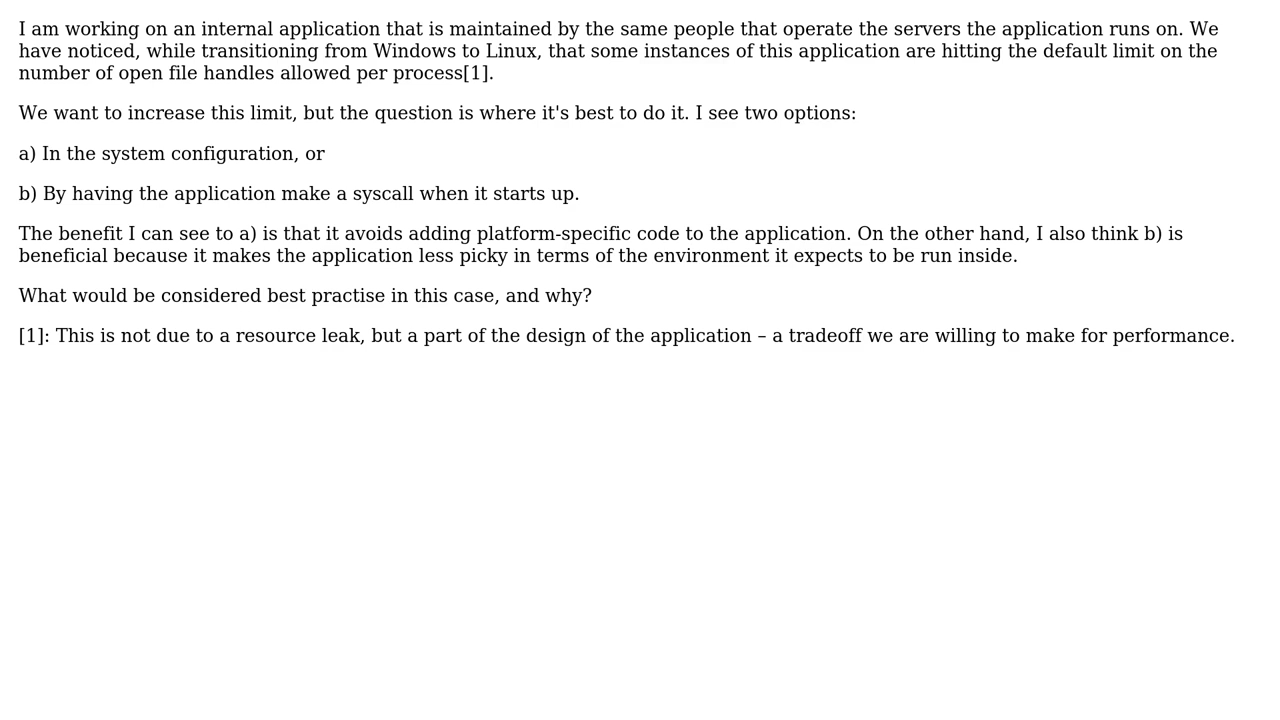 I am working on an internal application that is maintained by the same people that operate the servers the application runs on. We
have noticed, while transitioning from Windows to Linux, that some instances of this application are hitting the default limit on the
number of open file handles allowed per process[1].
We want to increase this limit, but the question is where it's best to do it. I see two options:
a) In the system configuration, or
b) By having the application make a syscall when it starts up.
The benefit I can see to a) is that it avoids adding platform-specific code to the application. On the other hand, I also think b) is
beneficial because it makes the application less picky in terms of the environment it expects to be run inside.
What would be considered best practise in this case, and why?
[1]: This is not due to a resource leak, but a part of the design of the application – a tradeoff we are willing to make for performance.